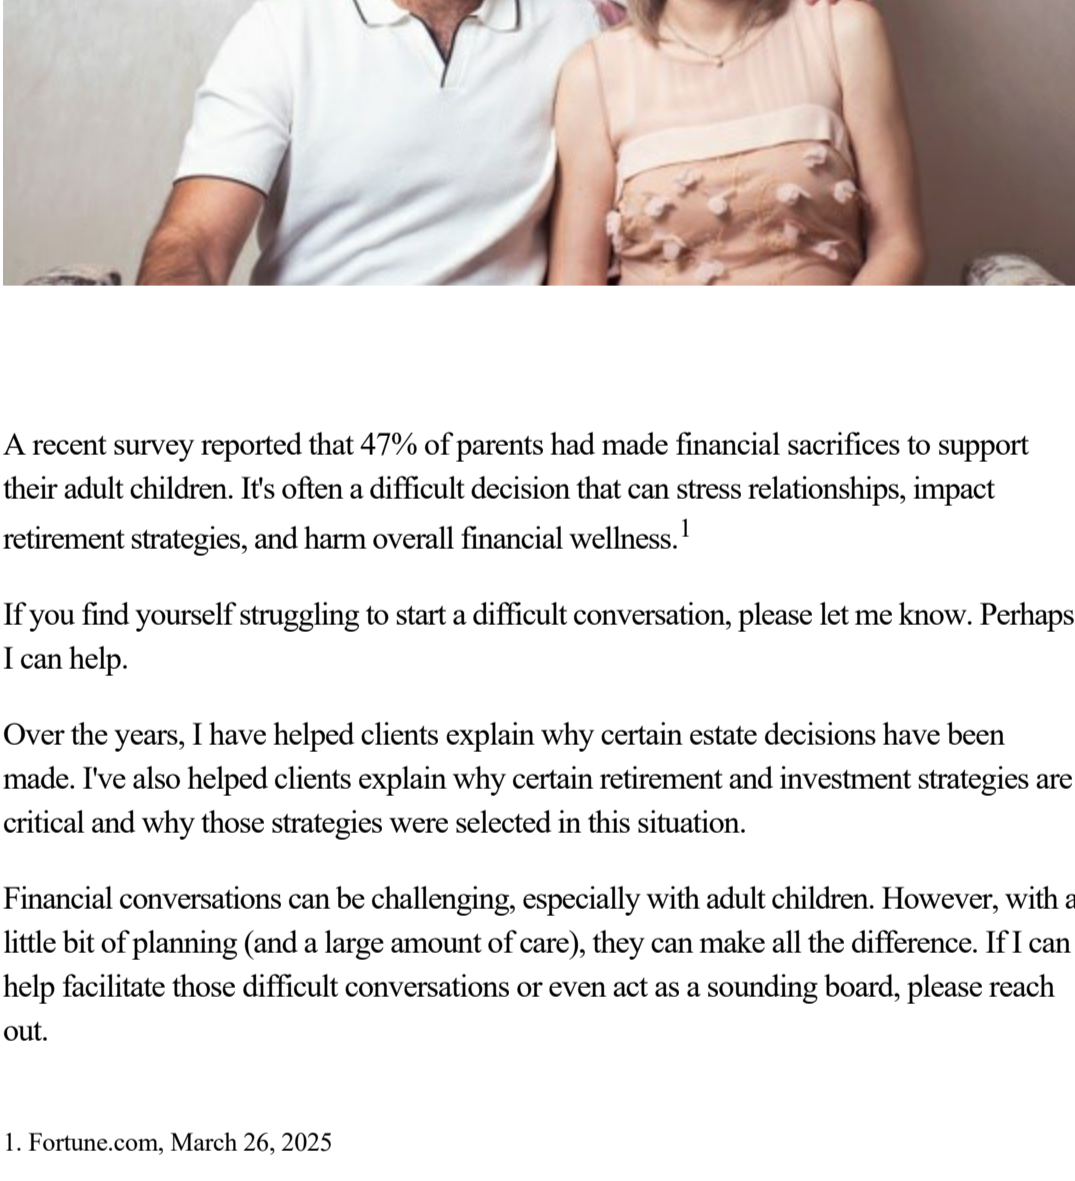 A recent survey reported that 47% of parents had made financial sacrifices to support
their adult children. It's often a difficult decision that can stress relationships, impact
retirement strategies, and harm overall financial wellness.1
If you find yourself struggling to start a difficult conversation, please let me know. Perhaps
I can help.
Over the years, I have helped clients explain why certain estate decisions have been
made. I've also helped clients explain why certain retirement and investment strategies are
critical and why those strategies were selected in this situation.
Financial conversations can be challenging, especially with adult children. However, with a
little bit of planning (and a large amount of care), they can make all the difference. If I can
help facilitate those difficult conversations or even act as a sounding board, please reach
out.
1. Fortune.com, March 26, 2025